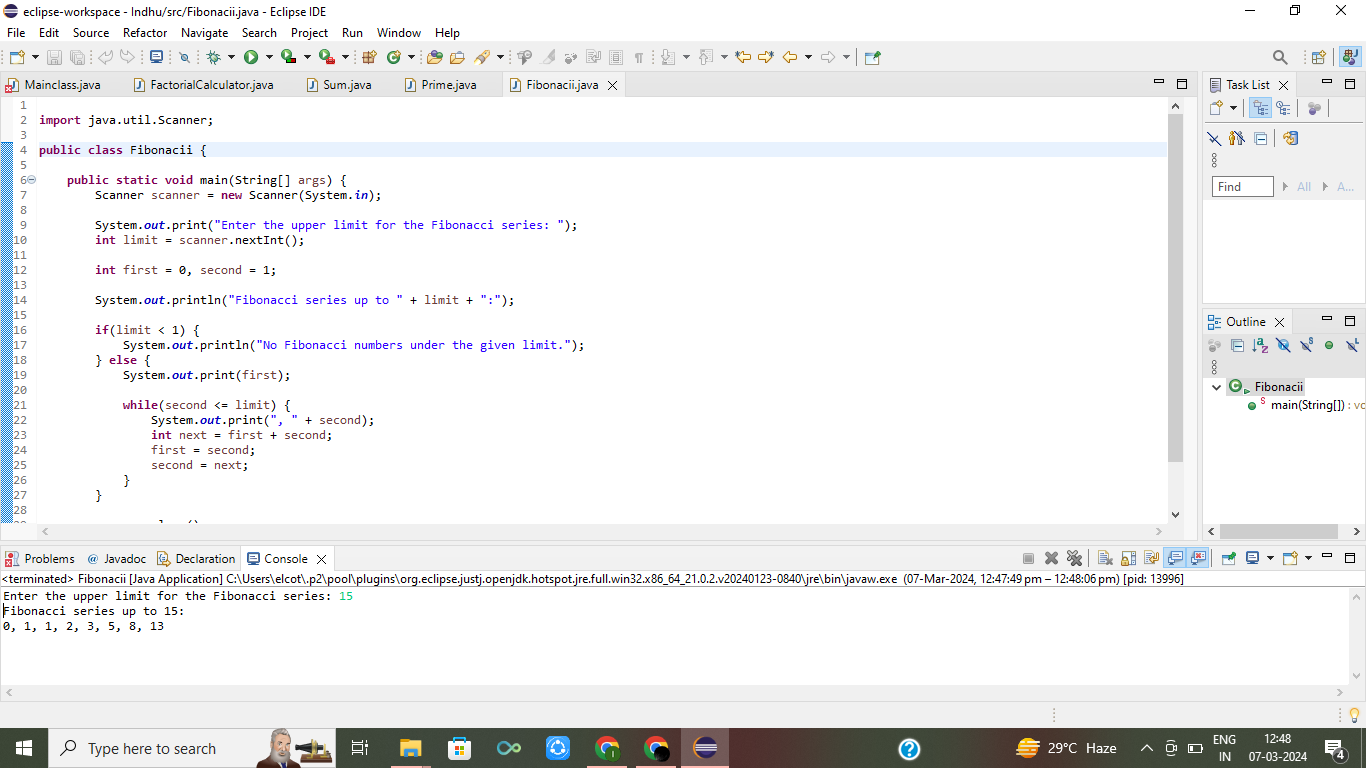 eclipse-workspace - Indhu/src/Fibonacii.java - Eclipse IDE
File Edit Source Refactor Navigate Search Project Run Window Help
Mainclass.java FactorialCalculator.java Sum.java Prime.java Fibonacii.java
1
2 import java.util.Scanner;
3
4 public class Fibonacii {
5
6 public static void main(String[] args) {
7 Scanner scanner = new Scanner(System.in);
8
9 System.out.print("Enter the upper limit for the Fibonacci series: ");
10 int limit = scanner.nextInt();
11
12 int first = 0, second = 1;
13
14 System.out.println("Fibonacci series up to " + limit + ":");
15
16 if(limit < 1) {
17 System.out.println("No Fibonacci numbers under the given limit.");
18 } else {
19 System.out.print(first);
20
21 while(second <= limit) {
22 System.out.print(", " + second);
23 int next = first + second;
24 first = second;
25 second = next;
26 }
27 }
28
Task List
Find All A...
Outline
Fibonacii
main(String[]) : vo
Problems @ Javadoc Declaration Console
<terminated> Fibonacii [Java Application] C:\Users\elcot\.p2\pool\plugins\org.eclipse.justj.openjdk.hotspot.jre.full.win32.x86_64_21.0.2.v20240123-0840\jre\bin\javaw.exe (07-Mar-2024, 12:47:49 pm – 12:48:06 pm) [pid: 13996]
Enter the upper limit for the Fibonacci series: 15
Fibonacci series up to 15:
0, 1, 1, 2, 3, 5, 8, 13
Type here to search
29°C Haze
ENG
IN
12:48
07-03-2024
4